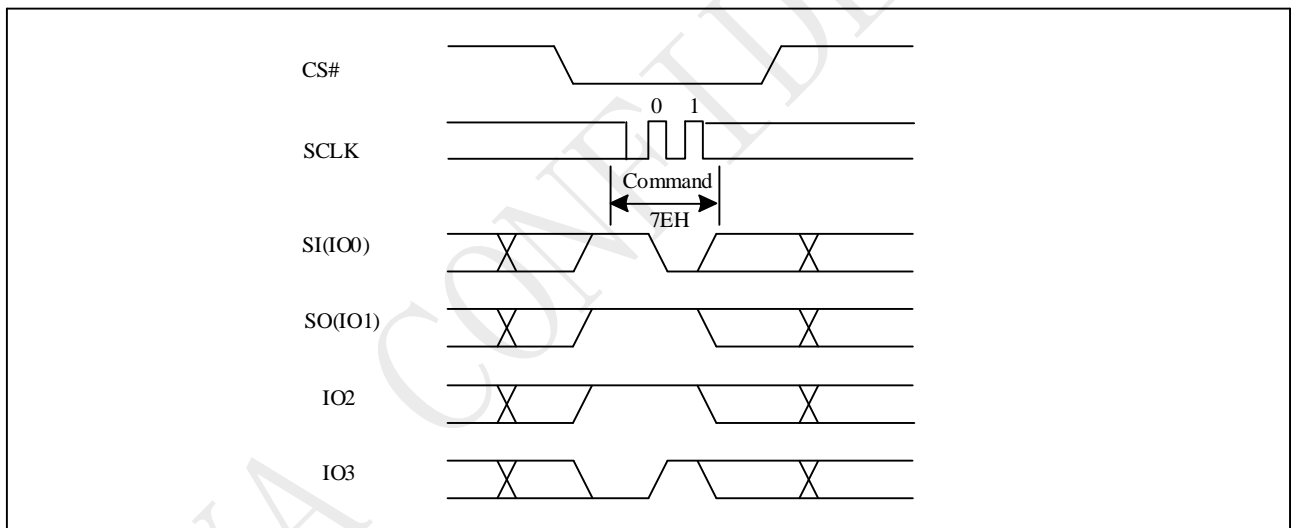 CS#
0 1
SCLK
Command
7EH
SI(IO0)
SO(IO1)
IO2
IO3